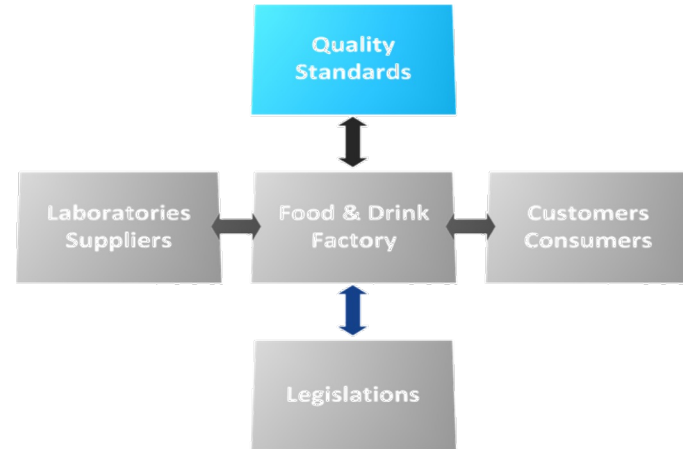 Quality
Standards
Laboratories
Suppliers
Food & Drink
Factory
Customers
Consumers
Legislations